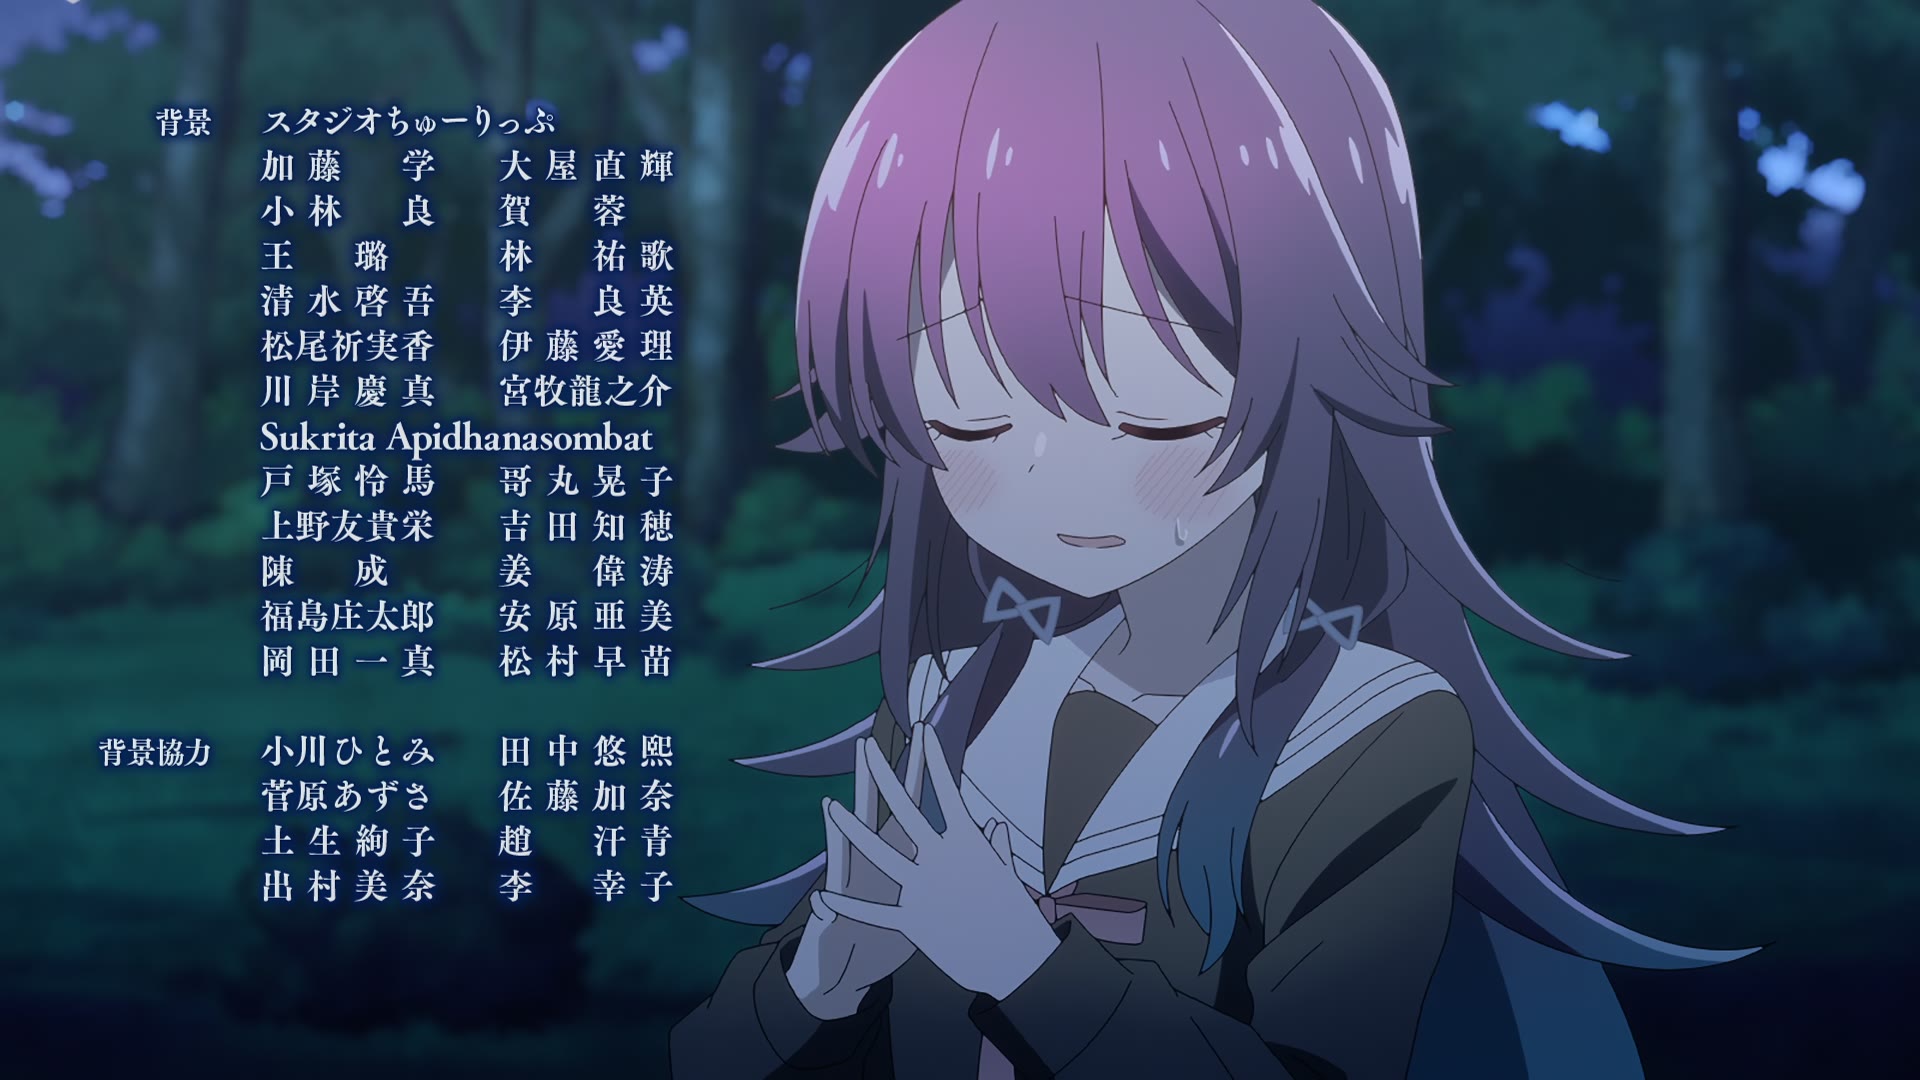 背景 スタジオちゅーりっぷ
加藤学 大屋直輝
小林良 賀蓉
王璐 林祐歌
清水啓吾 李良英
松尾祈実香 伊藤愛理
川岸慶真 宮牧龍之介
Sukrita Apidhanasombat
戸塚怜馬 哥丸晃子
上野友貴栄 吉田知穂
陳成 姜偉涛
福島庄太郎 安原亜美
岡田一真 松村早苗
背景協力 小川ひとみ 田中悠熙
菅原あずさ 佐藤加奈
土生絢子 趙汗青
出村美奈 李幸子